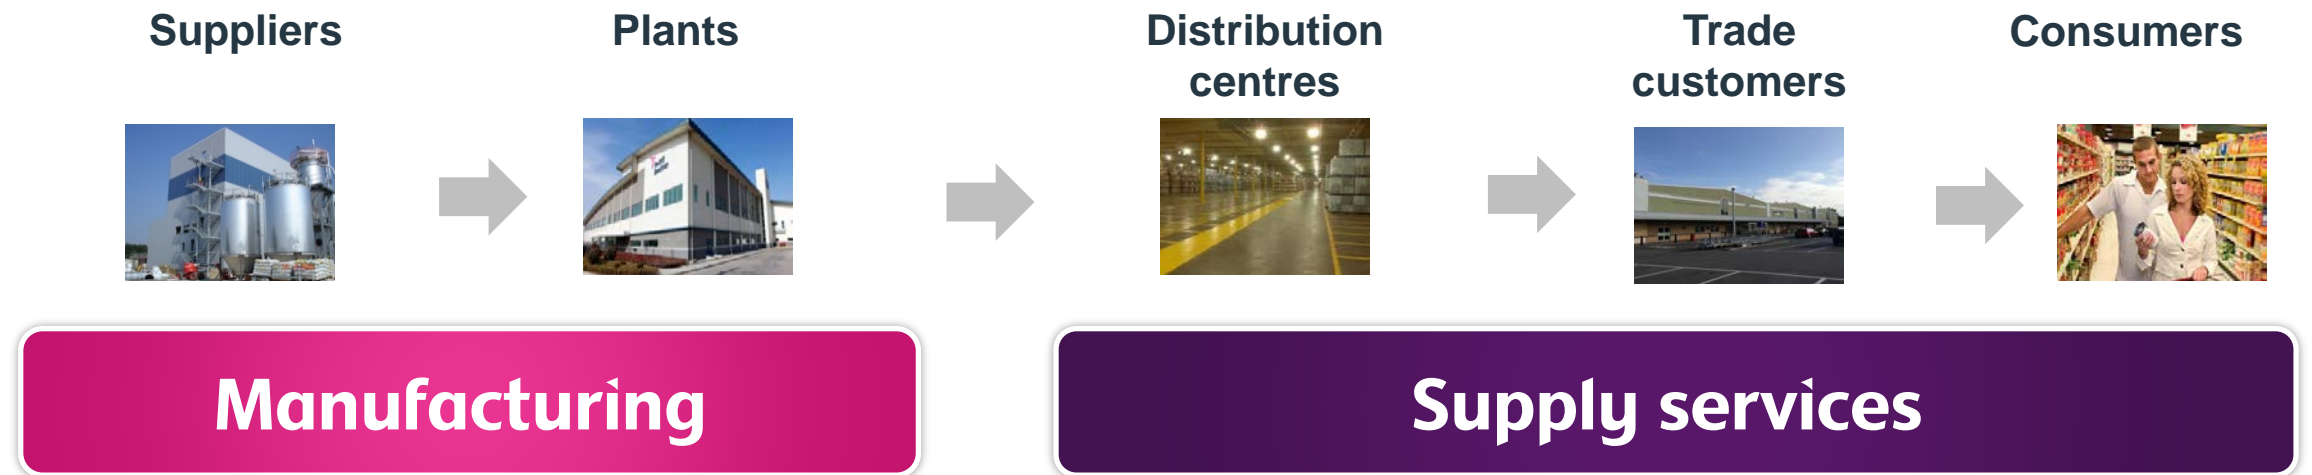 Suppliers
Plants
Distribution
centres
Trade
customers
Consumers
Manufacturing
Supply services